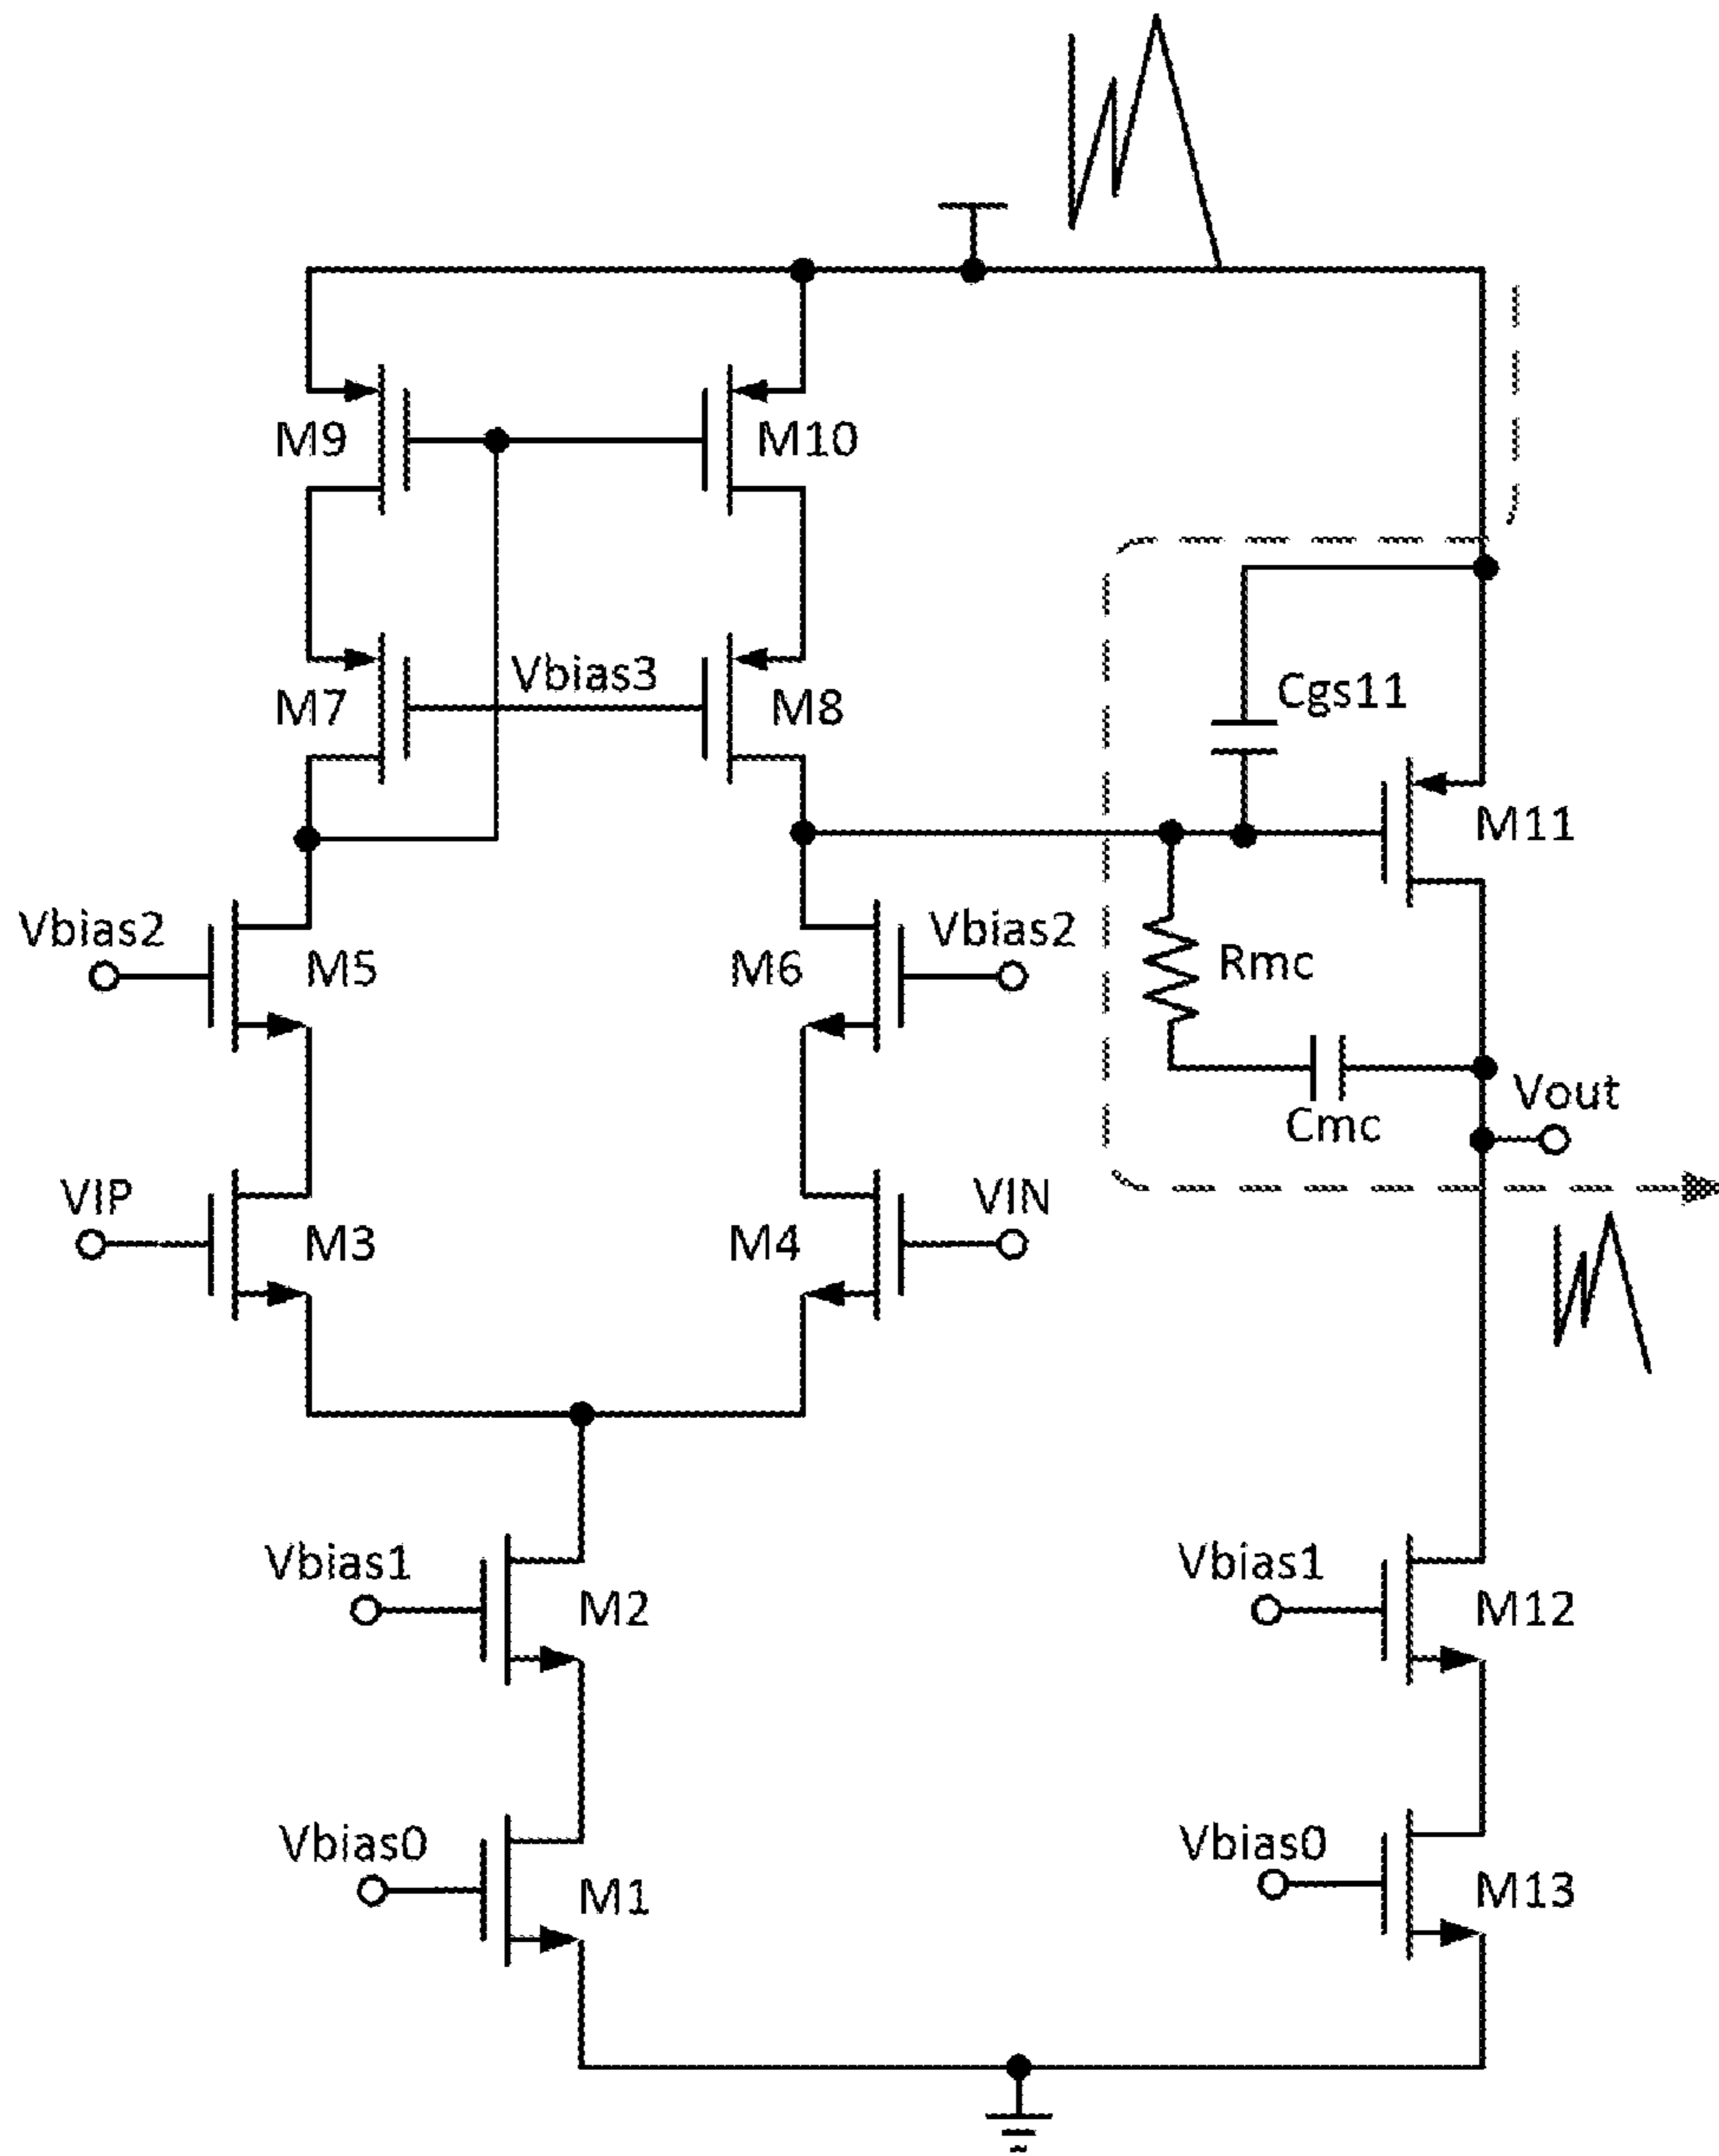 M9
M10
Vbias3
M7
M8
Cgs11
M11
Vbias2
M5
M6
Vbias2
Rmc
Cmc
Vout
VIP
M3
M4
VIN
Vbias1
M2
Vbias1
M12
Vbias0
M1
Vbias0
M13